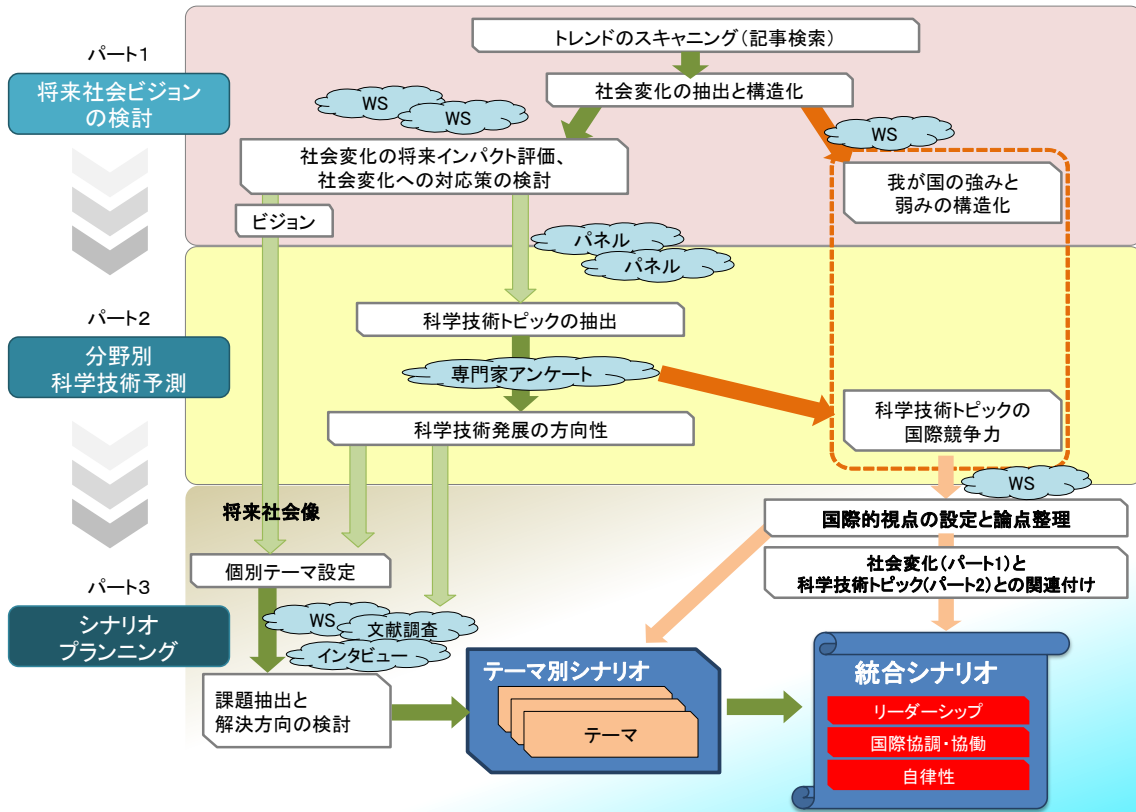 パート1
将来社会ビジョン
の検討
トレンドのスキャニング（記事検索）
社会変化の抽出と構造化
WS
WS
WS
社会変化の将来インパクト評価、
社会変化への対応策の検討
我が国の強みと
弱みの構造化
ビジョン
パネル
パネル
パート2
分野別
科学技術予測
科学技術トピックの抽出
専門家アンケート
科学技術トピックの
国際競争力
科学技術発展の方向性
WS
将来社会像
国際的視点の設定と論点整理
個別テーマ設定
社会変化（パート1）と
科学技術トピック（パート2）との関連付け
パート3
シナリオ
プランニング
WS
文献調査
インタビュー
課題抽出と
解決方向の検討
テーマ別シナリオ
テーマ
統合シナリオ
リーダーシップ
国際協調・協働
自律性